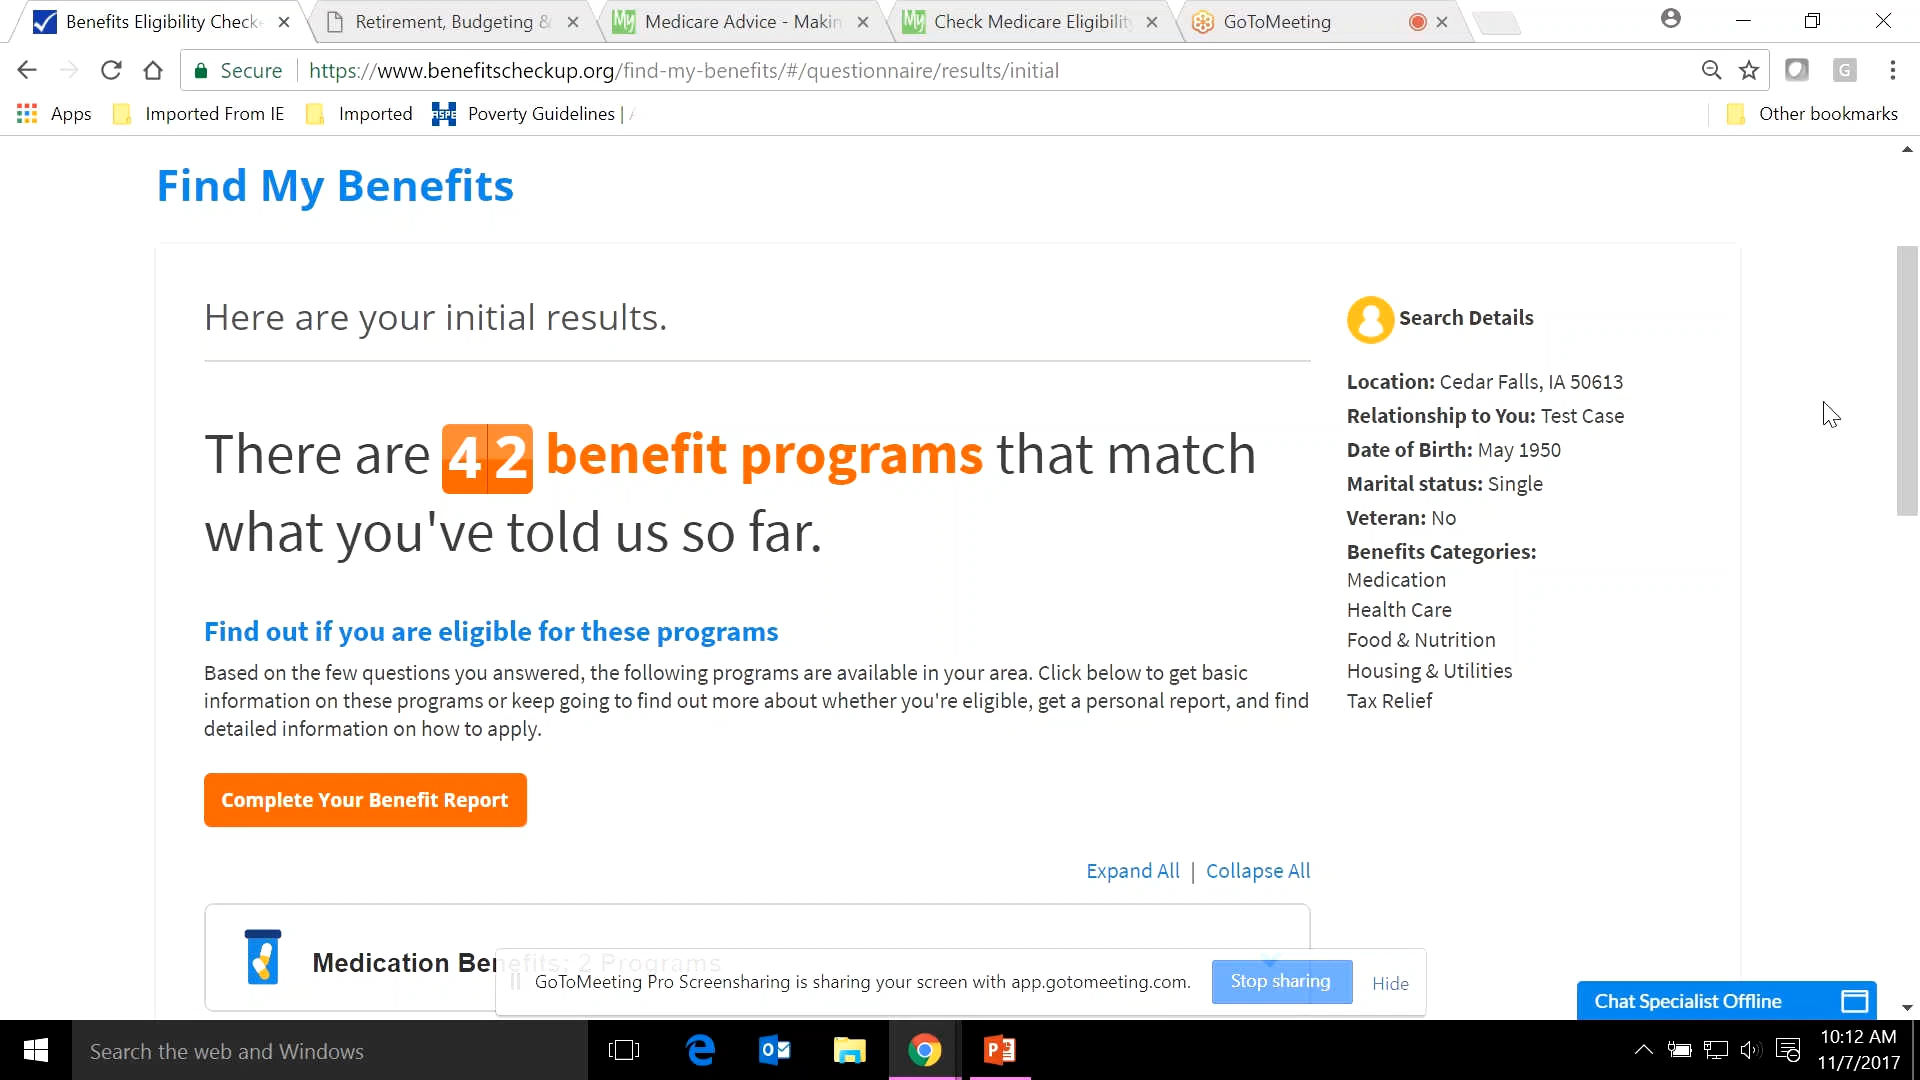 Benefits Eligibility Checke
Retirement, Budgeting &
Medicare Advice - Makin
Check Medicare Eligibility
GoToMeeting
Secure https://www.benefitscheckup.org/find-my-benefits/#/questionnaire/results/initial
G
Apps Imported From IE Imported Poverty Guidelines | A Other bookmarks
Find My Benefits
Here are your initial results.
There are 42 benefit programs that match
what you've told us so far.
Find out if you are eligible for these programs
Based on the few questions you answered, the following programs are available in your area. Click below to get basic
information on these programs or keep going to find out more about whether you're eligible, get a personal report, and find
detailed information on how to apply.
Complete Your Benefit Report
Expand All | Collapse All
Medication Benefits: 2 Programs
Search Details
Location: Cedar Falls, IA 50613
Relationship to You: Test Case
Date of Birth: May 1950
Marital status: Single
Veteran: No
Benefits Categories:
Medication
Health Care
Food & Nutrition
Housing & Utilities
Tax Relief
GoToMeeting Pro Screensharing is sharing your screen with app.gotomeeting.com. Stop sharing Hide
Chat Specialist Offline
Search the web and Windows
10:12 AM
11/7/2017